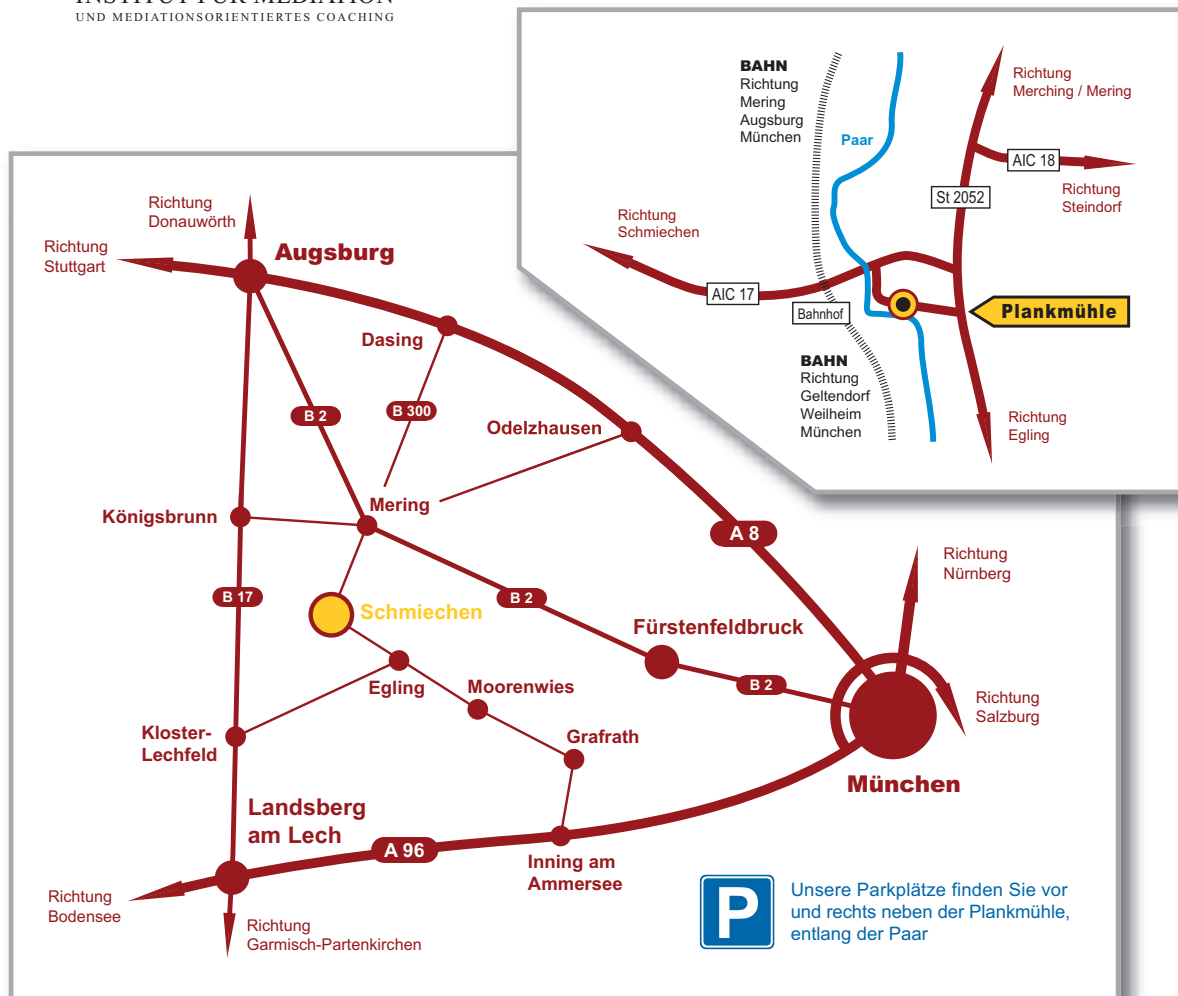 INSTITUT FÜR MEDIATION
UND MEDIATIONSORIENTIERTES COACHING
BAHN
Richtung
Mering
Augsburg
München
Paar
Richtung
Merching / Mering
AIC 18
Richtung
Steindorf
St 2052
Richtung
Schmiechen
AIC 17
Bahnhof
Plankmühle
BAHN
Richtung
Geltendorf
Weilheim
München
Richtung
Egling
Richtung
Donauwörth
Richtung
Stuttgart
Augsburg
Dasing
B 2
B 300
Odelzhausen
Mering
Königsbrunn
A 8
Richtung
Nürnberg
B 17
B 2
Schmiechen
Fürstenfeldbruck
B 2
Egling
Moorenwies
Richtung
Salzburg
Kloster-
Lechfeld
Grafrath
München
Landsberg
am Lech
A 96
Inning am
Ammersee
Richtung
Bodensee
Richtung
Garmisch-Partenkirchen
P
Unsere Parkplätze finden Sie vor
und rechts neben der Plankmühle,
entlang der Paar